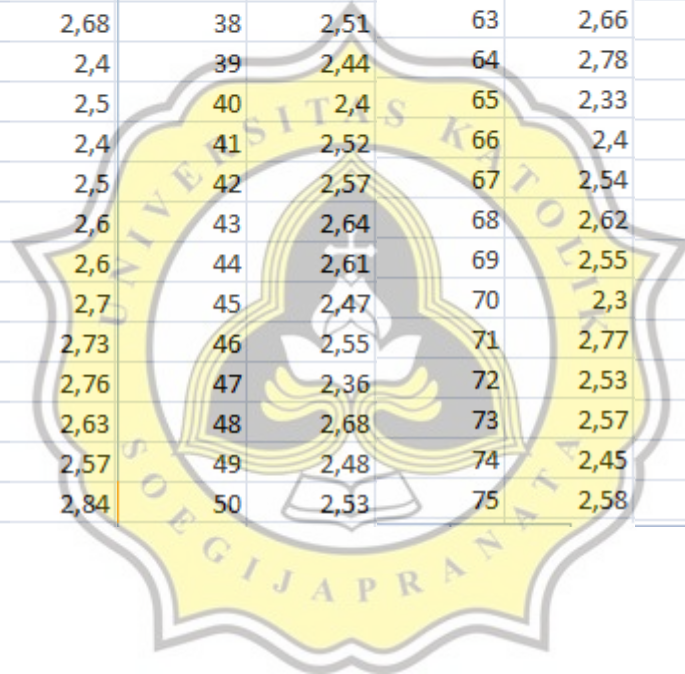 2,68 38 2,51 63 2,66
2,4 39 2,44 64 2,78
2,5 40 2,4 65 2,33
2,4 41 2,52 66 2,4
2,5 42 2,57 67 2,54
2,6 43 2,64 68 2,62
2,6 44 2,61 69 2,55
2,7 45 2,47 70 2,3
2,73 46 2,55 71 2,77
2,76 47 2,36 72 2,53
2,63 48 2,68 73 2,57
2,57 49 2,48 74 2,45
2,84 50 2,53 75 2,58
UNIVERSITAS KATOLIK
SOEGIJAPRANATA